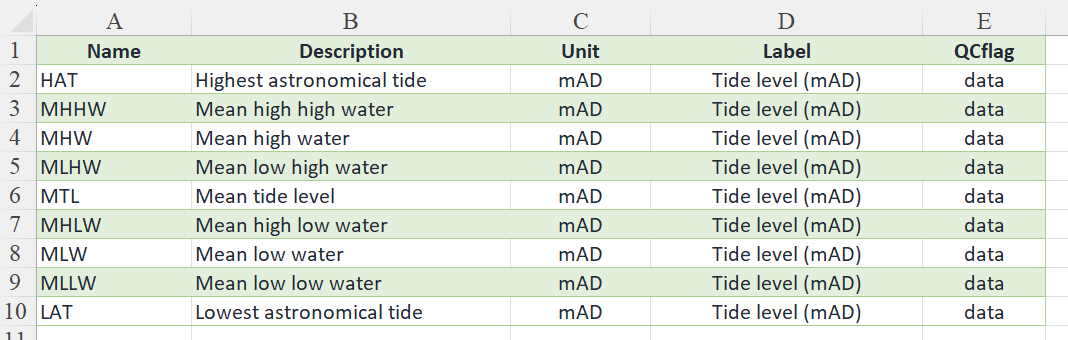 A B C D E
1 Name Description Unit Label QCflag
2 HAT Highest astronomical tide mAD Tide level (mAD) data
3 MHHW Mean high high water mAD Tide level (mAD) data
4 MHW Mean high water mAD Tide level (mAD) data
5 MLHW Mean low high water mAD Tide level (mAD) data
6 MTL Mean tide level mAD Tide level (mAD) data
7 MHLW Mean high low water mAD Tide level (mAD) data
8 MLW Mean low water mAD Tide level (mAD) data
9 MLLW Mean low low water mAD Tide level (mAD) data
10 LAT Lowest astronomical tide mAD Tide level (mAD) data
11